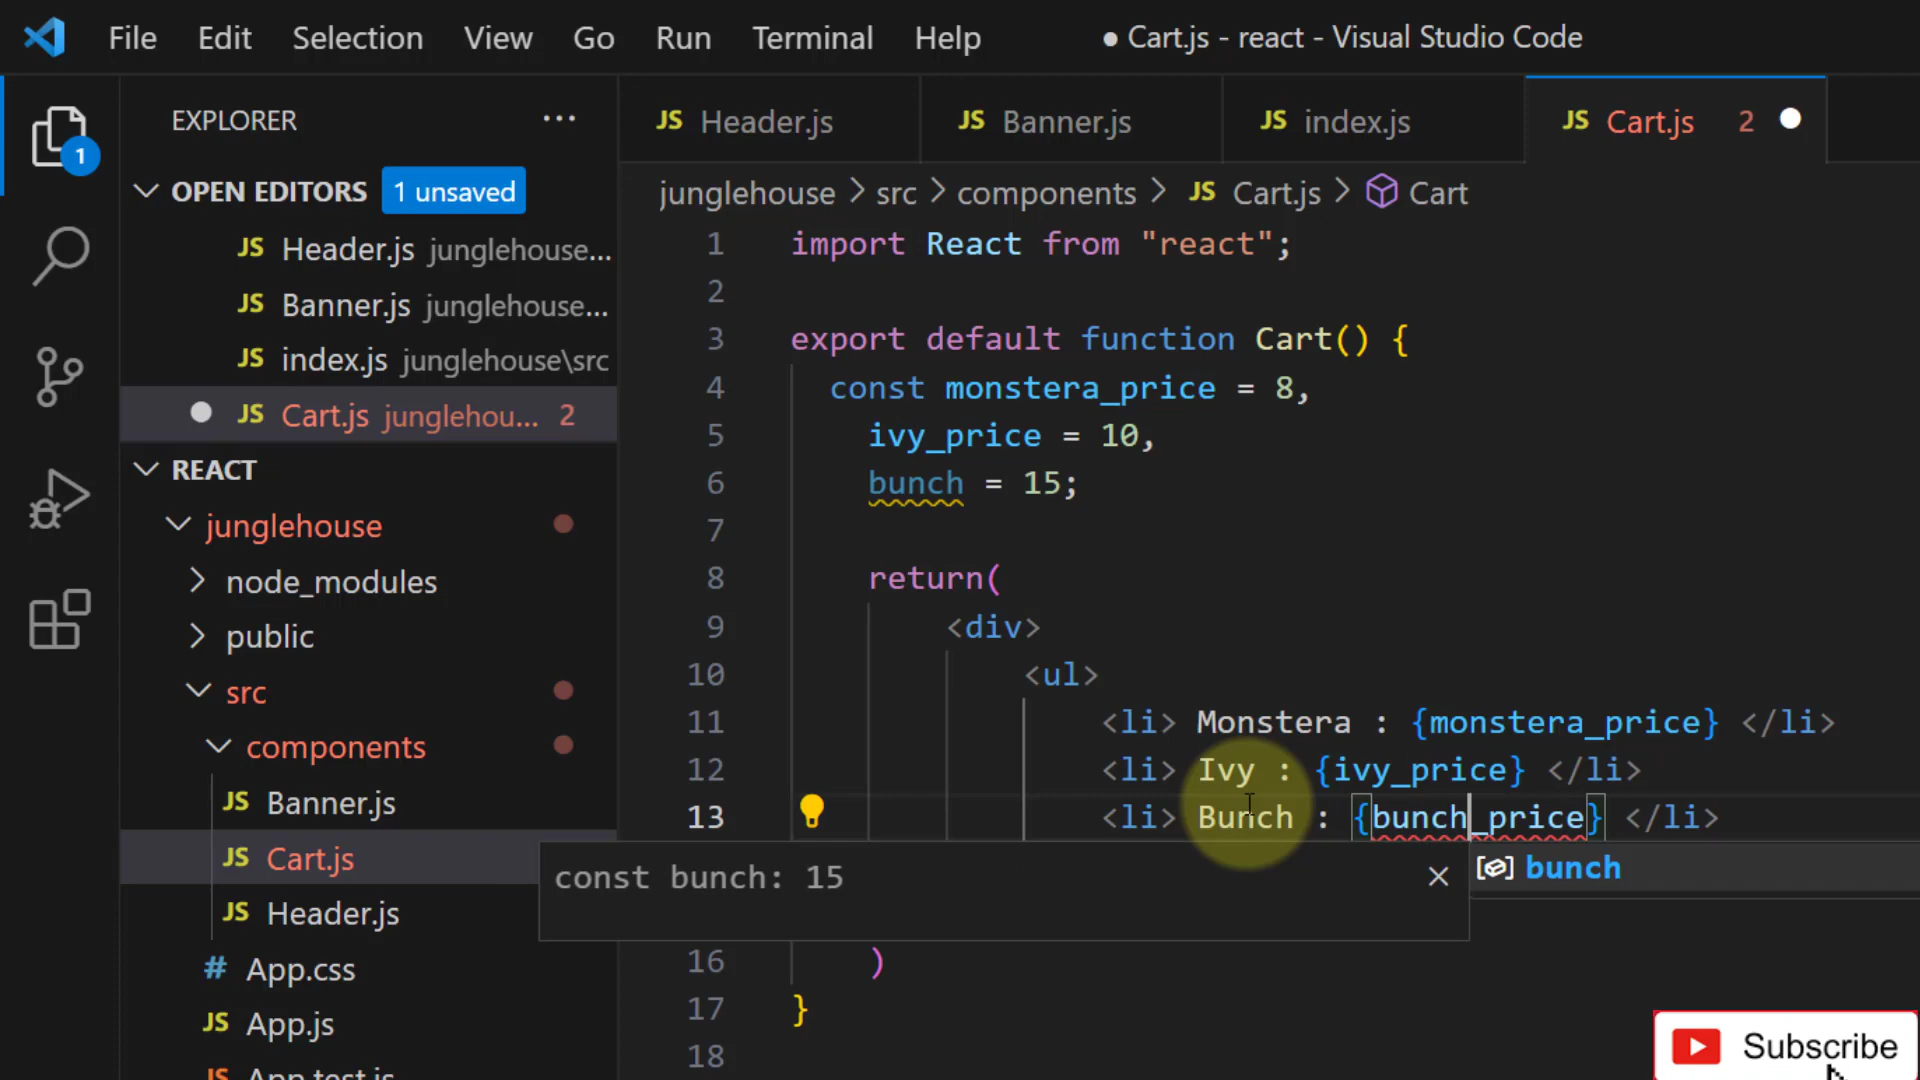 File Edit Selection View Go Run Terminal Help ● Cart.js - react - Visual Studio Code
EXPLORER ...
JS Header.js JS Banner.js JS index.js JS Cart.js 2
1
OPEN EDITORS 1 unsaved
JS Header.js junglehouse...
JS Banner.js junglehouse...
JS index.js junglehouse\src
JS Cart.js junglehou... 2
REACT
junglehouse
node_modules
public
src
components
JS Banner.js
JS Cart.js
JS Header.js
# App.css
JS App.js
JS App.test.js
junglehouse > src > components > JS Cart.js > Cart
1 import React from "react";
2
3 export default function Cart() {
4 const monstera_price = 8,
5 ivy_price = 10,
6 bunch = 15;
7
8 return(
9 <div>
10 <ul>
11 <li> Monstera : {monstera_price} </li>
12 <li> Ivy : {ivy_price} </li>
13 <li> Bunch : {bunch_price} </li>
const bunch: 15
bunch
16 )
17 }
18
Subscribe